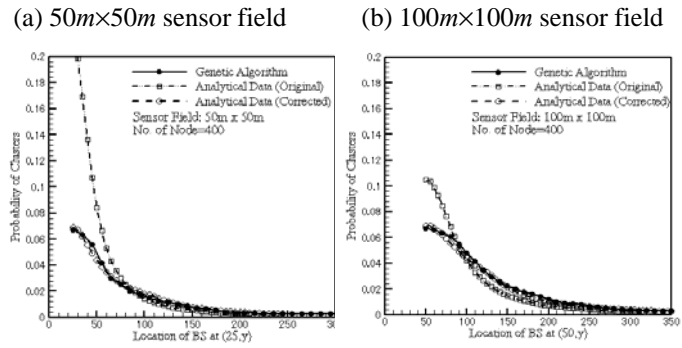 (a) 50m×50m sensor field
(b) 100m×100m sensor field
0.2
0.18
0.16
0.14
0.12
0.1
0.08
0.06
0.04
0.02
0
Probability of Clusters
Genetic Algorithm
Analytical Data (Original)
Analytical Data (Corrected)
Sensor Field: 50m x 50m
No. of Node=400
0 50 100 150 200 250 300
Location of BS at (25,y)
0.2
0.18
0.16
0.14
0.12
0.1
0.08
0.06
0.04
0.02
0
Probability of Clusters
Genetic Algorithm
Analytical Data (Original)
Analytical Data (Corrected)
Sensor Field: 100m x 100m
No. of Node=400
0 50 100 150 200 250 300 350
Location of BS at (50,y)